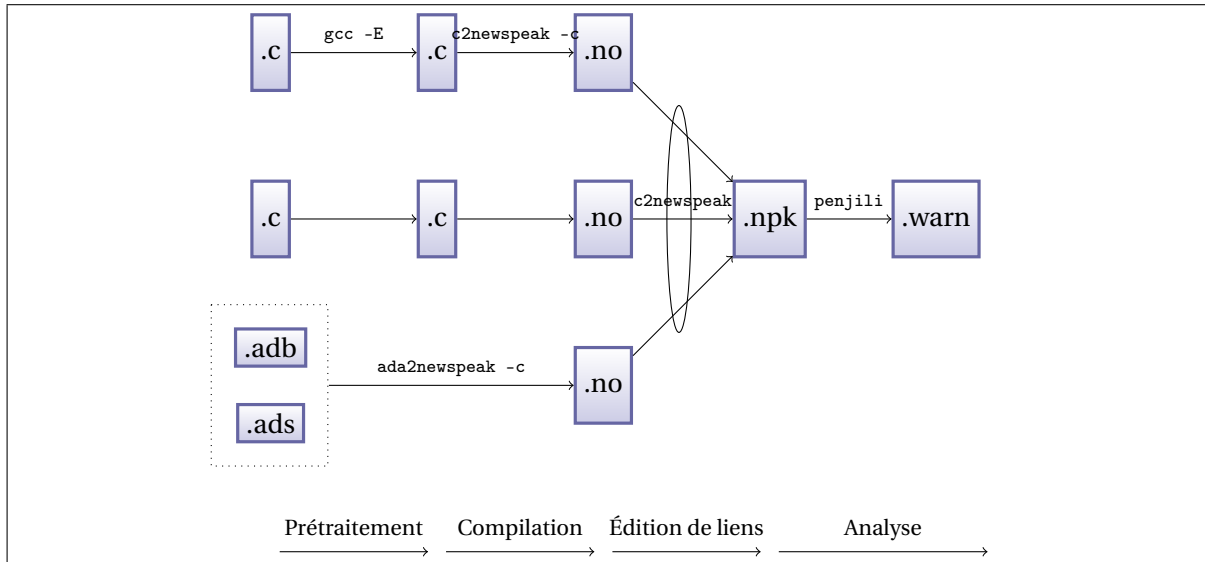 .c gcc -E .c c2newspeak -c .no
.c .c .no c2newspeak .npk penjili .warn
.adb
ada2newspeak -c .no
.ads
Prétraitement Compilation Édition de liens Analyse